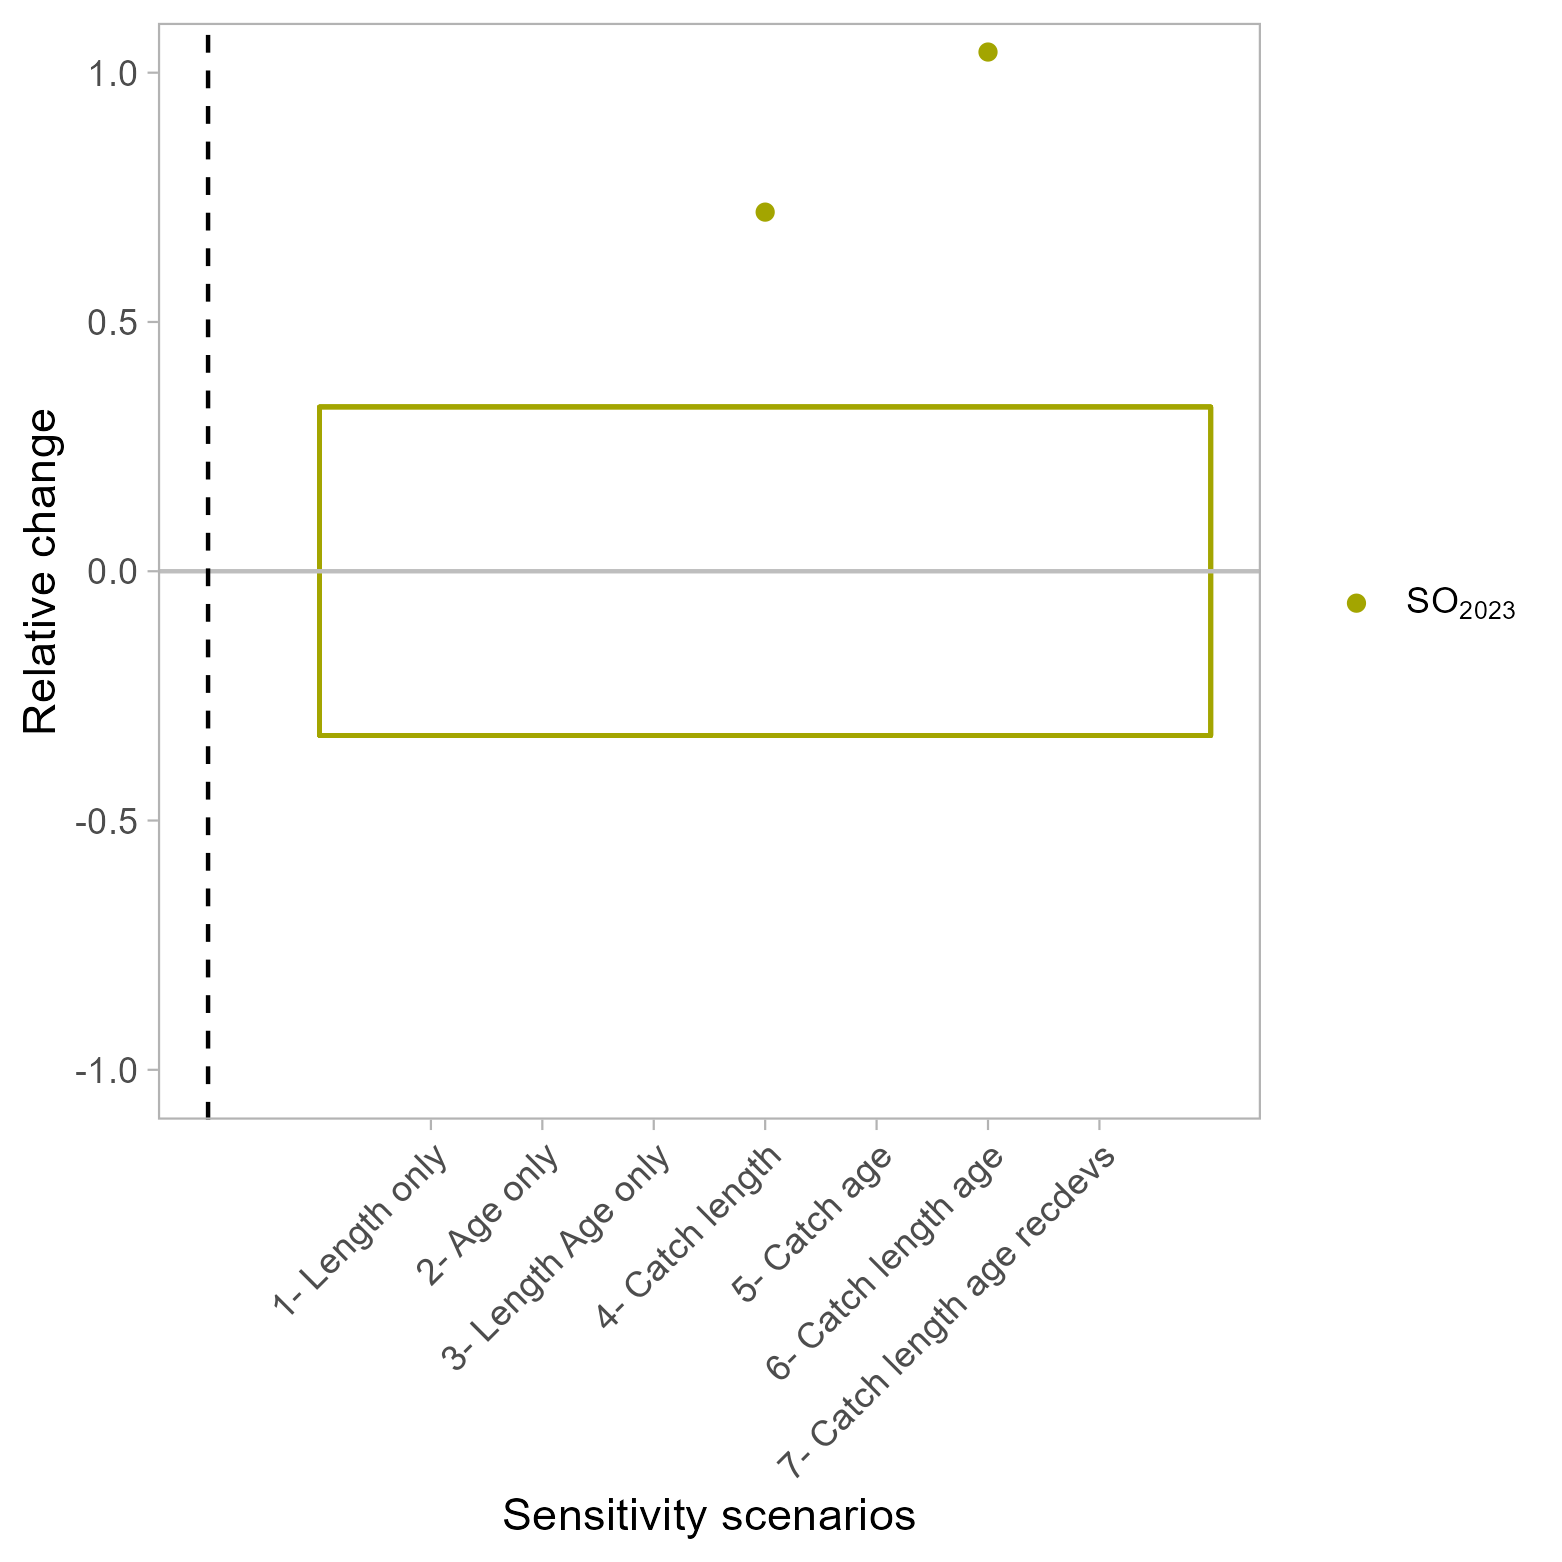 Relative change
1.0
0.5
0.0
-0.5
-1.0
1- Length only
2- Age only
3- Length Age only
4- Catch length
5- Catch age
6- Catch length age
7- Catch length age recdevs
Sensitivity scenarios
SO2023